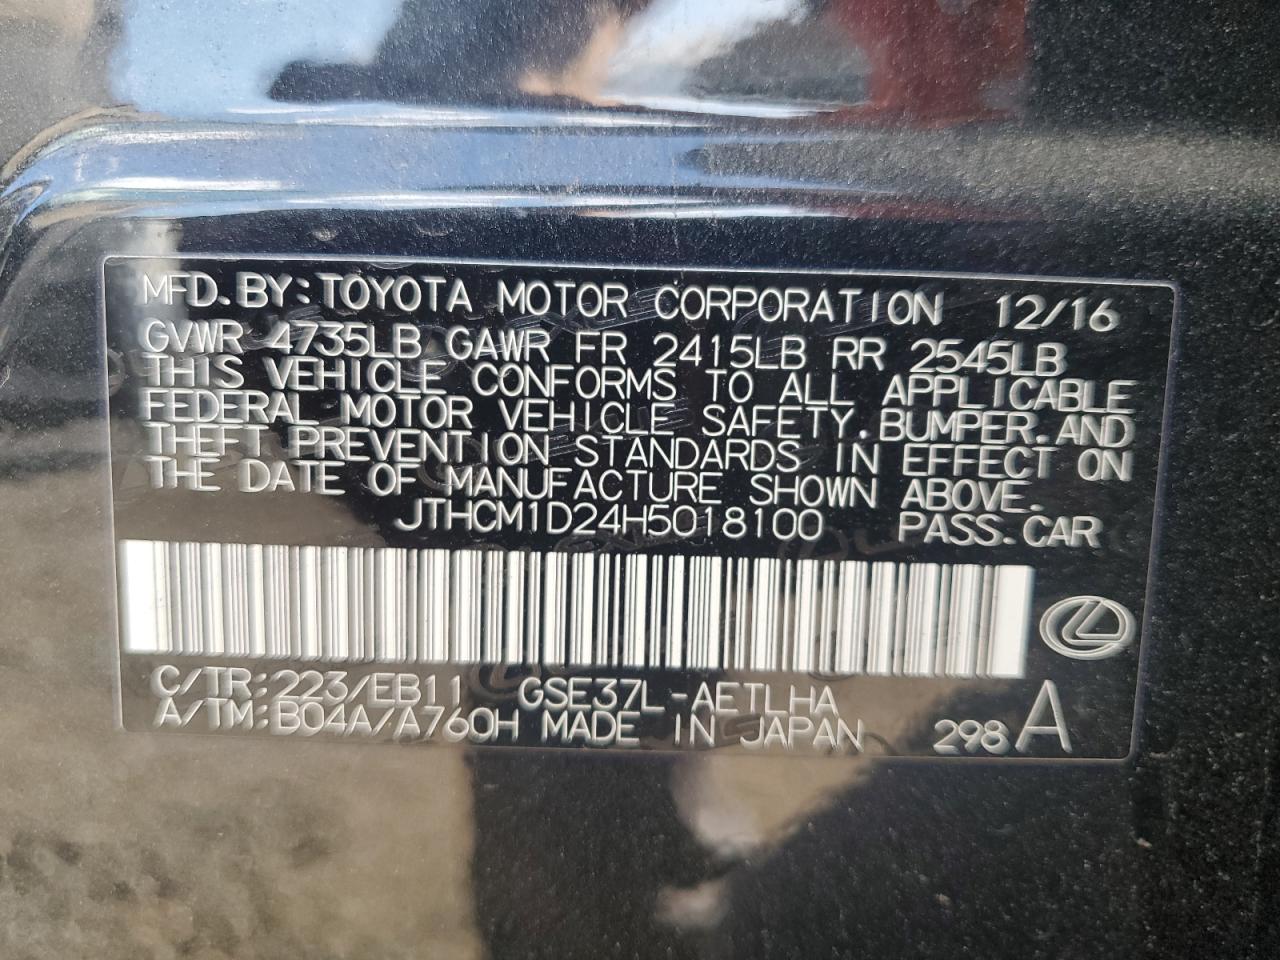 MFD.BY:TOYOTA MOTOR CORPORATION 12/16
GVWR 4735LB GAWR FR 2415LB RR 2545LB
THIS VEHICLE CONFORMS TO ALL APPLICABLE
FEDERAL MOTOR VEHICLE SAFETY,BUMPER,AND
THEFT PREVENTION STANDARDS IN EFFECT ON
THE DATE OF MANUFACTURE SHOWN ABOVE.
JTHCM1D24H5018100 PASS.CAR
C/TR:223/EB11 GSE37L-AETLHA
A/TM:B04A/A760H MADE IN JAPAN 298 A